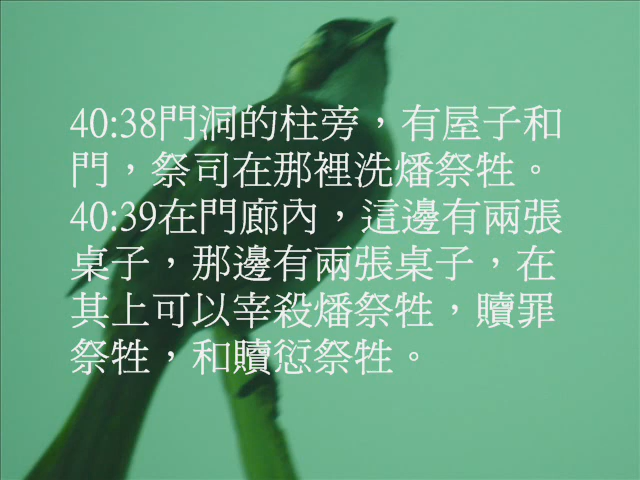 40:38門洞的柱旁，有屋子和
門，祭司在那裡洗燔祭牲。
40:39在門廊內，這邊有兩張
桌子，那邊有兩張桌子，在
其上可以宰殺燔祭牲，贖罪
祭牲，和贖愆祭牲。